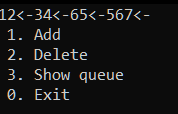 12<-34<-65<-567<-
1. Add
2. Delete
3. Show queue
0. Exit